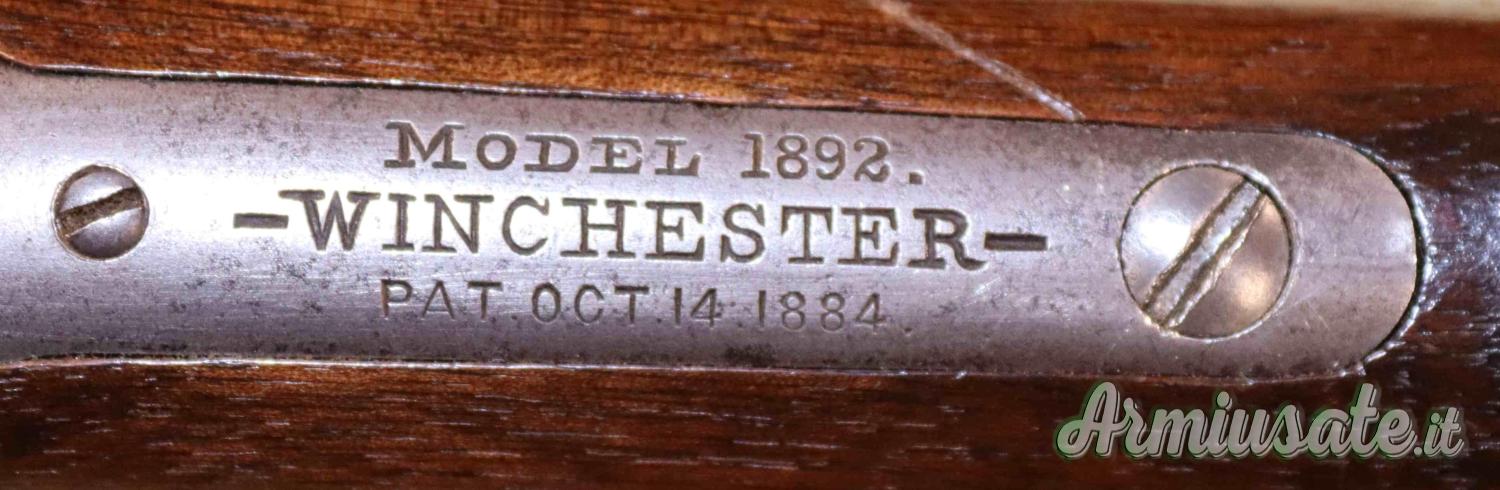 MODEL 1892.
-WINCHESTER-
PAT. OCT. 14. 1884.
Armiusate.it